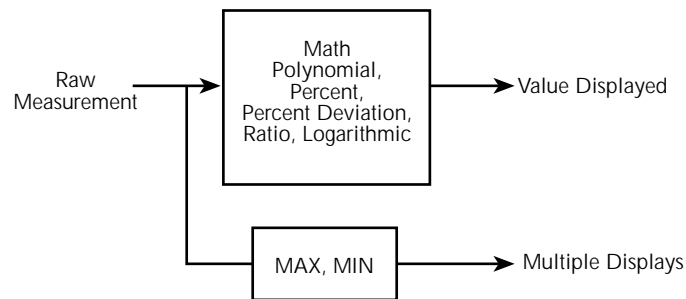 Raw
Measurement
Math
Polynomial,
Percent,
Percent Deviation,
Ratio, Logarithmic
Value Displayed
MAX, MIN
Multiple Displays